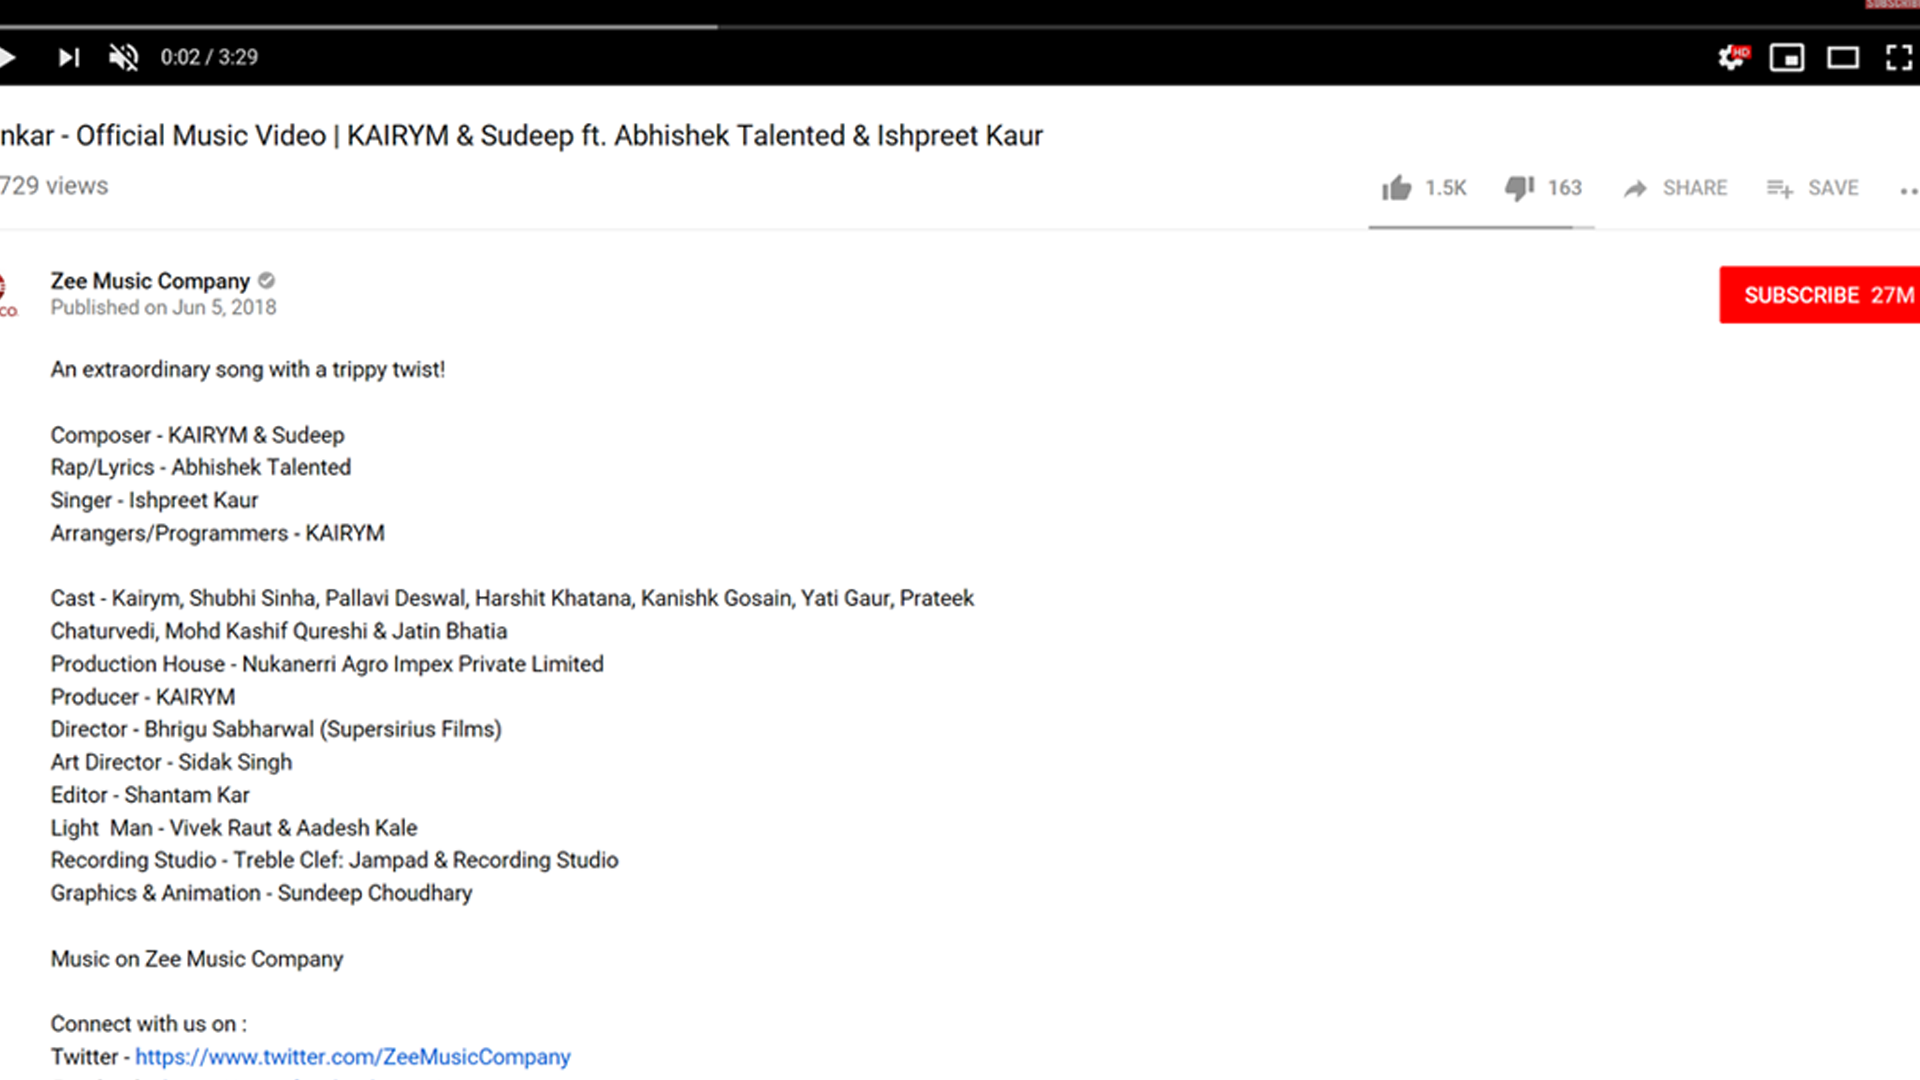 SUBSCRIBE
0:02 / 3:29
HD
nkar - Official Music Video | KAIRYM & Sudeep ft. Abhishek Talented & Ishpreet Kaur
729 views
1.5K 163 SHARE SAVE
Zee Music Company
Published on Jun 5, 2018
CO.
SUBSCRIBE 27M
An extraordinary song with a trippy twist!
Composer - KAIRYM & Sudeep
Rap/Lyrics - Abhishek Talented
Singer - Ishpreet Kaur
Arrangers/Programmers - KAIRYM
Cast - Kairym, Shubhi Sinha, Pallavi Deswal, Harshit Khatana, Kanishk Gosain, Yati Gaur, Prateek
Chaturvedi, Mohd Kashif Qureshi & Jatin Bhatia
Production House - Nukanerri Agro Impex Private Limited
Producer - KAIRYM
Director - Bhrigu Sabharwal (Supersirius Films)
Art Director - Sidak Singh
Editor - Shantam Kar
Light  Man - Vivek Raut & Aadesh Kale
Recording Studio - Treble Clef: Jampad & Recording Studio
Graphics & Animation - Sundeep Choudhary
Music on Zee Music Company
Connect with us on :
Twitter - https://www.twitter.com/ZeeMusicCompany